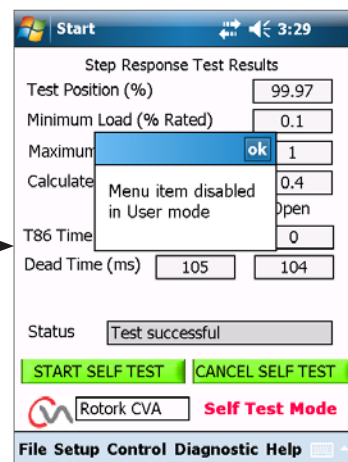 Start 3:29
Step Response Test Results
Test Position (%) 99.97
Minimum Load (% Rated) 0.1
Maximum 1
ok
Calculate 0.4
Menu item disabled
in User mode
Open
T86 Time 0
Dead Time (ms) 105 104
Status Test successful
START SELF TEST CANCEL SELF TEST
Rotork CVA Self Test Mode
File Setup Control Diagnostic Help